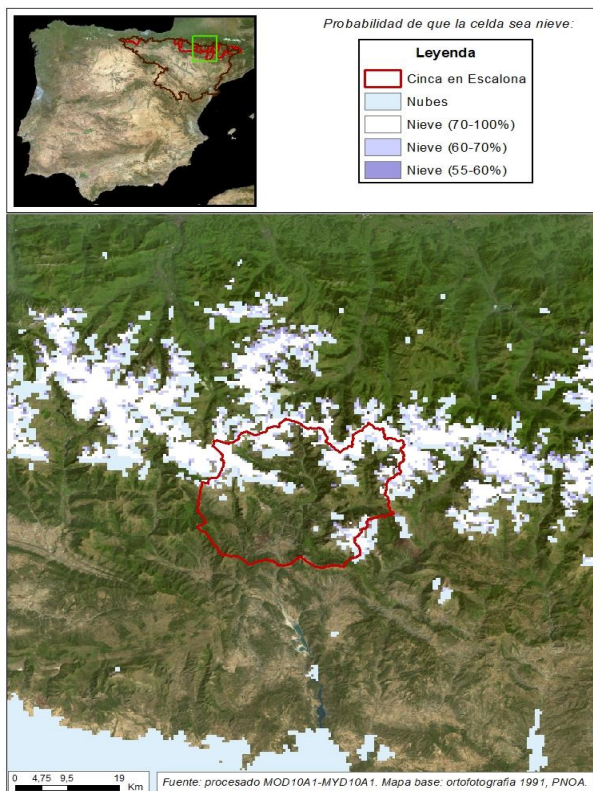 Probabilidad de que la celda sea nieve:
Leyenda
Cinca en Escalona
Nubes
Nieve (70-100%)
Nieve (60-70%)
Nieve (55-60%)
0 4,75 9,5 19
Km
Fuente: procesado MOD10A1-MYD10A1. Mapa base: ortofotografía 1991, PNOA.